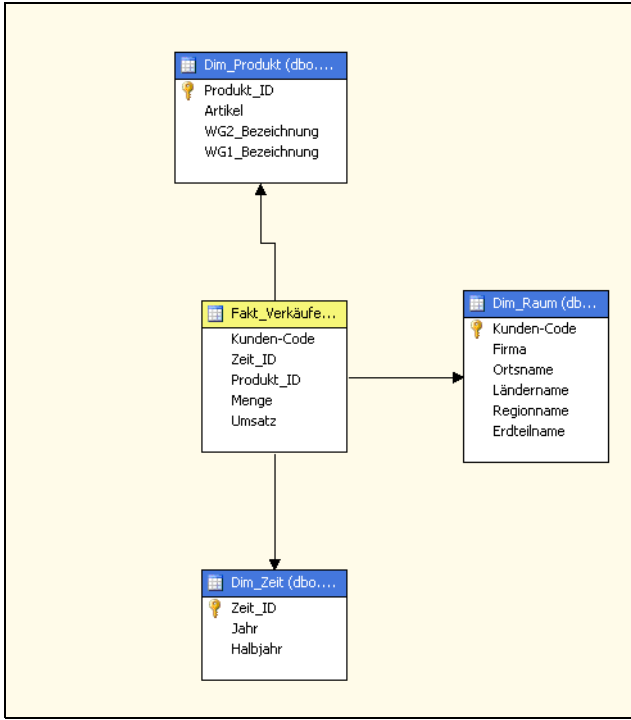 Dim_Produkt (dbo....
Produkt_ID
Artikel
WG2_Bezeichnung
WG1_Bezeichnung
Fakt_Verkäufe...
Kunden-Code
Zeit_ID
Produkt_ID
Menge
Umsatz
Dim_Raum (db...
Kunden-Code
Firma
Ortsname
Ländername
Regionname
Erdteilname
Dim_Zeit (dbo....
Zeit_ID
Jahr
Halbjahr